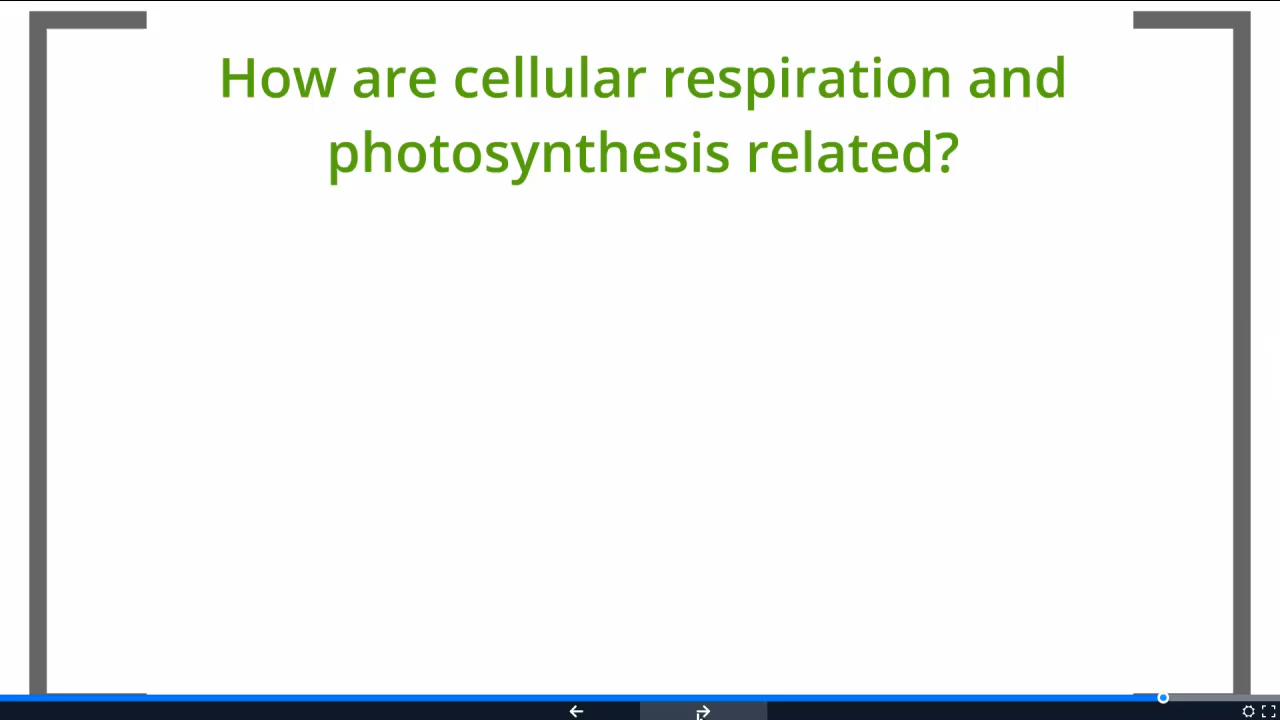 How are cellular respiration and
photosynthesis related?